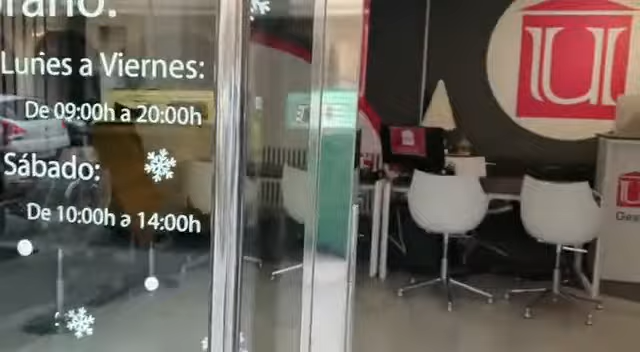 Lunes a Viernes:
De 09:00h a 20:00h
Sábado:
De 10:00h a 14:00h
U
U